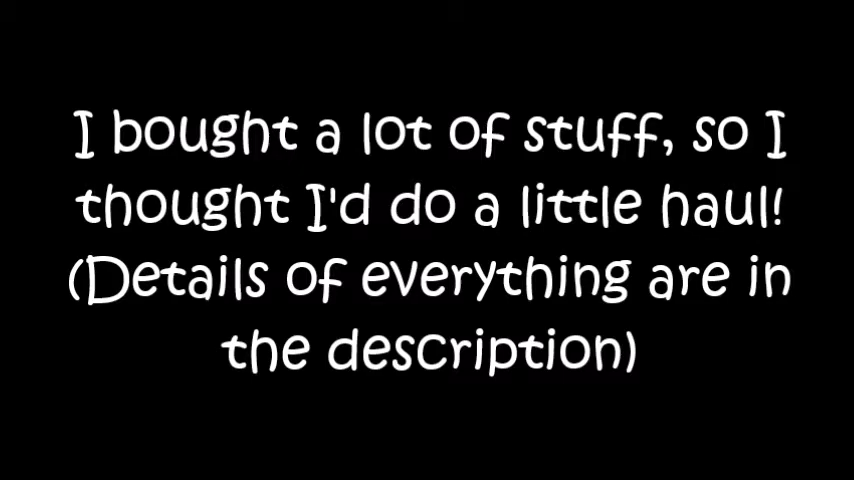 I bought a lot of stuff, so I
thought I'd do a little haul!
(Details of everything are in
the description)